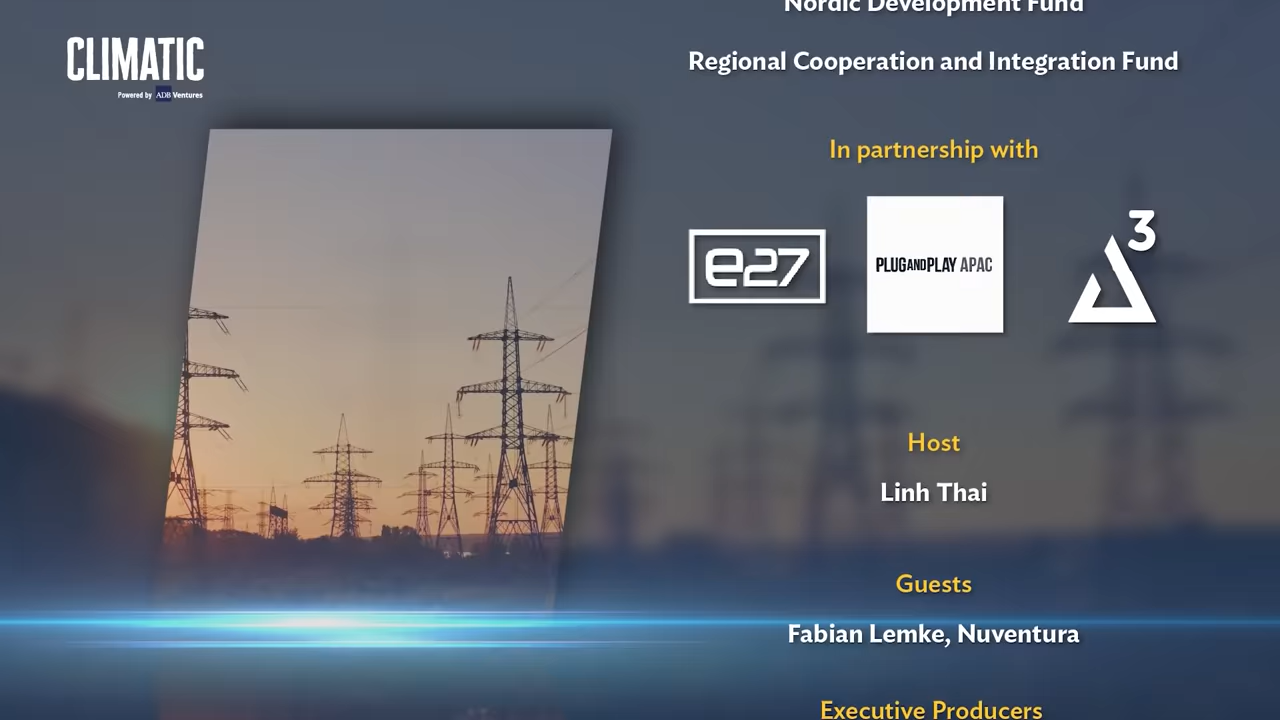 CLIMATIC
Powered by ADB Ventures
Nordic Development Fund
Regional Cooperation and Integration Fund
In partnership with
e27
PLUGANDPLAY APAC
3
Host
Linh Thai
Guests
Fabian Lemke, Nuventura
Executive Producers